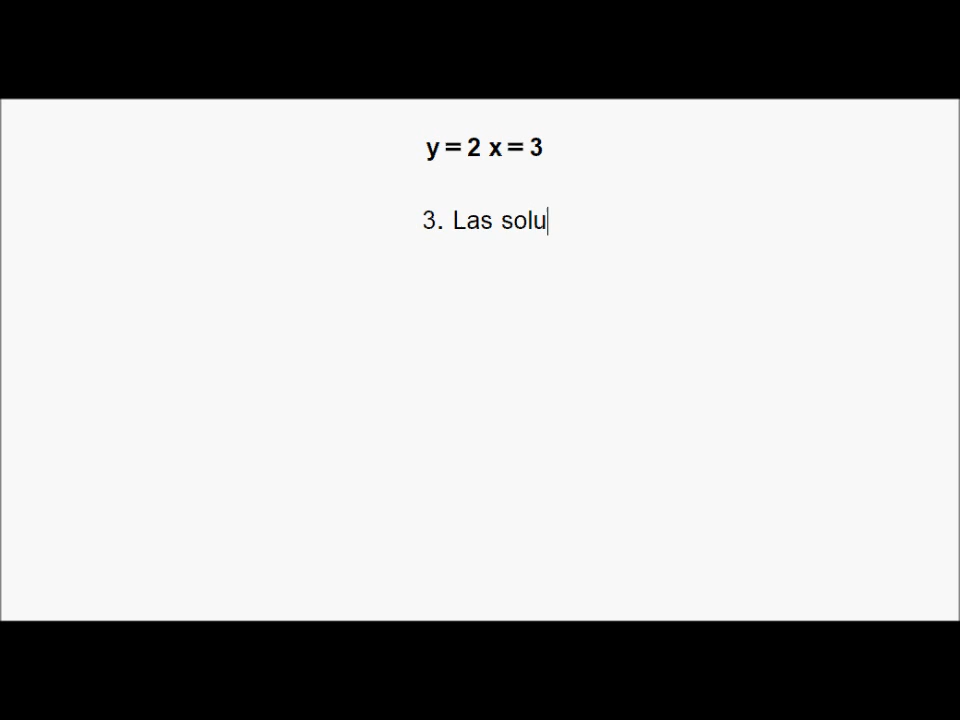 y = 2 x = 3
3. Las solu